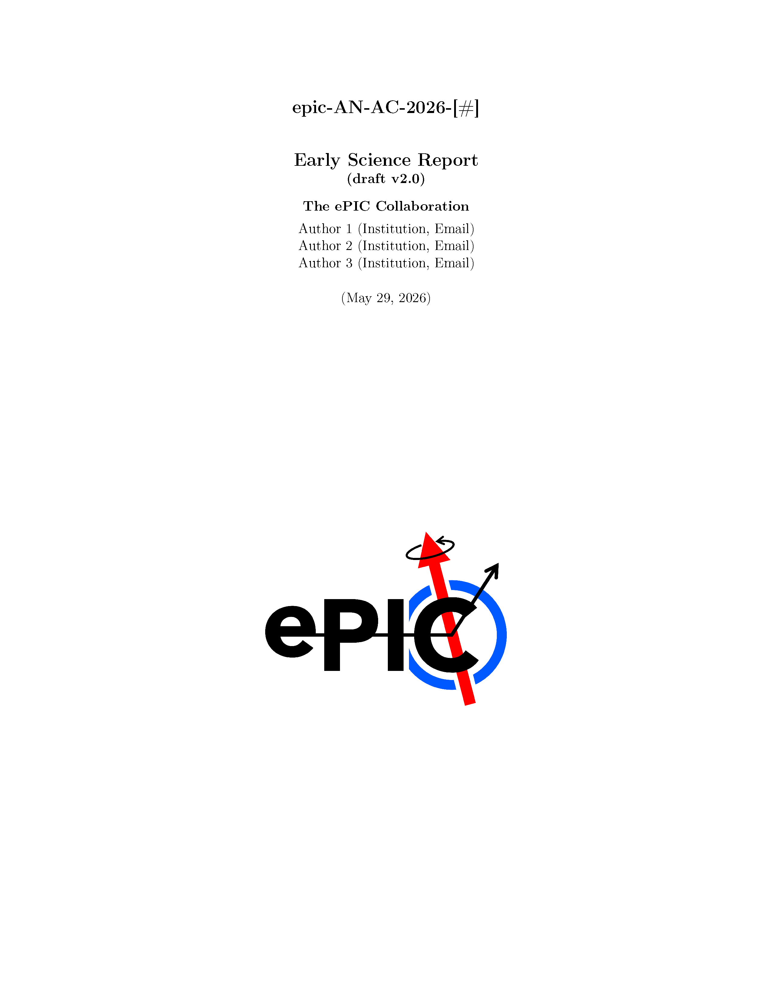 epic-AN-AC-2026-[#]
Early Science Report
(draft v2.0)
The ePIC Collaboration
Author 1 (Institution, Email)
Author 2 (Institution, Email)
Author 3 (Institution, Email)
(May 29, 2026)
ePIC